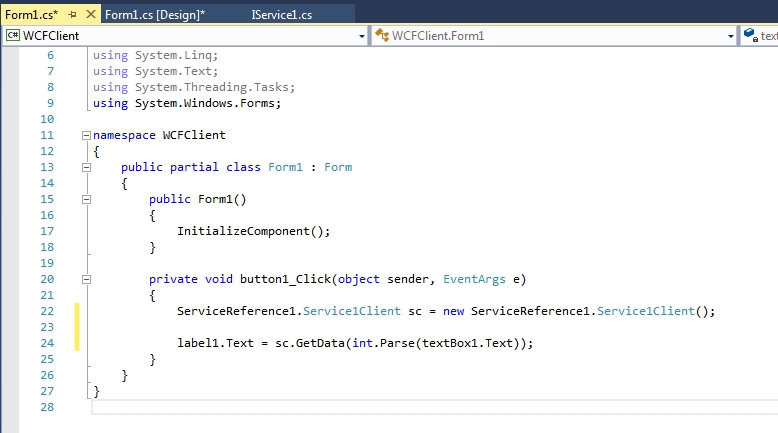 Form1.cs* Form1.cs [Design]* IService1.cs
C# WCFClient WCFClient.Form1
6 using System.Linq;
7 using System.Text;
8 using System.Threading.Tasks;
9 using System.Windows.Forms;
10
11 namespace WCFClient
12 {
13 public partial class Form1 : Form
14 {
15 public Form1()
16 {
17 InitializeComponent();
18 }
19
20 private void button1_Click(object sender, EventArgs e)
21 {
22 ServiceReference1.Service1Client sc = new ServiceReference1.Service1Client();
23
24 label1.Text = sc.GetData(int.Parse(textBox1.Text));
25 }
26 }
27 }
28